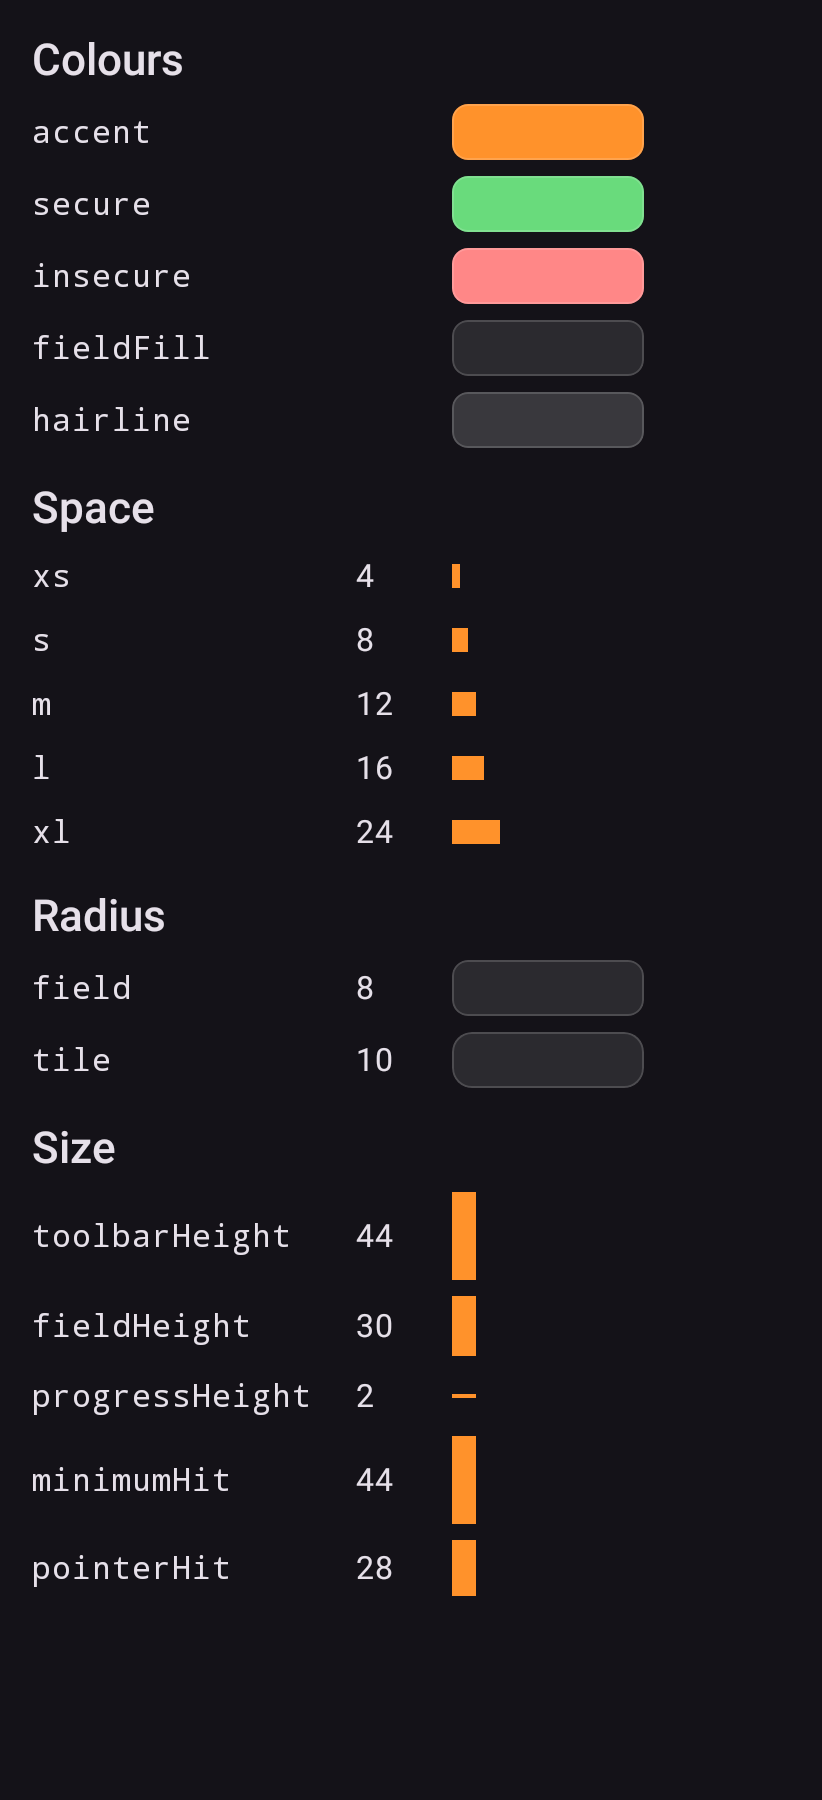 Colours
accent
secure
insecure
fieldFill
hairline
Space
xs 4
s 8
m 12
l 16
xl 24
Radius
field 8
tile 10
Size
toolbarHeight 44
fieldHeight 30
progressHeight 2
minimumHit 44
pointerHit 28